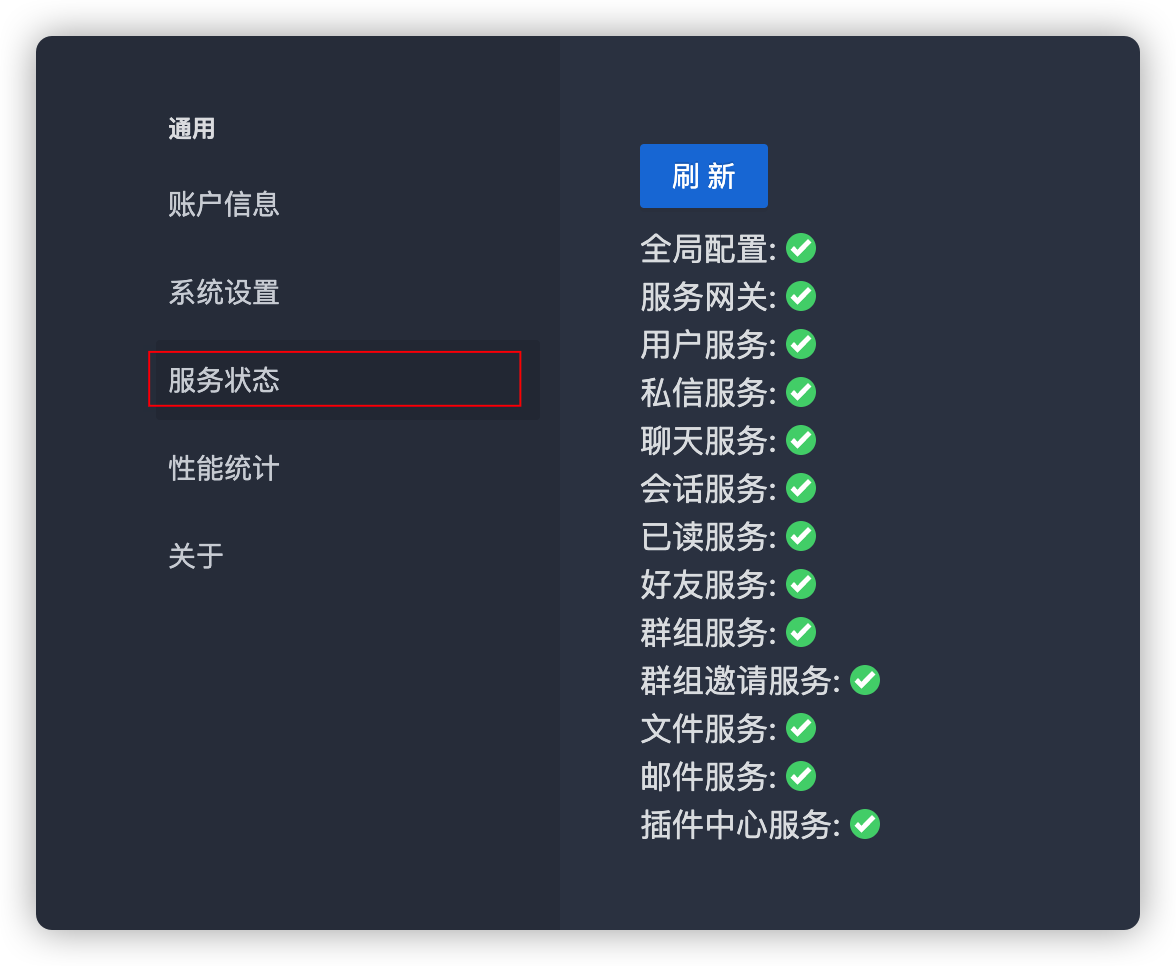 通用
账户信息
系统设置
服务状态
性能统计
关于
刷 新
全局配置:
服务网关:
用户服务:
私信服务:
聊天服务:
会话服务:
已读服务:
好友服务:
群组服务:
群组邀请服务:
文件服务:
邮件服务:
插件中心服务: